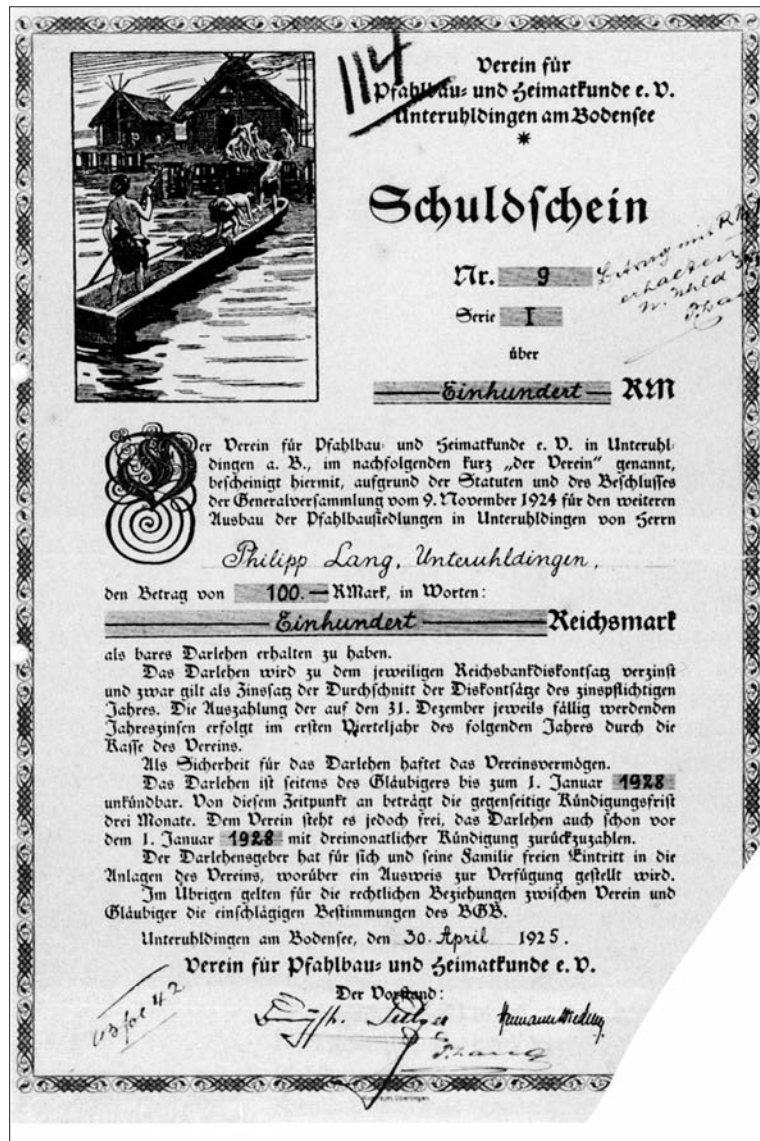 114
Verein für
Pfahlbau- und Heimatkunde e. V.
Unteruhldingen am Bodensee
Schuldschein
Nr. 9
Serie I
über
Einhundert RM
Betrag mit R.M.
erhalten
Der Verein für Pfahlbau- und Heimatkunde e. V. in Unteruhl-
dingen a. B., im nachfolgenden kurz „der Verein“ genannt,
bescheinigt hiermit, aufgrund der Statuten und des Beschlusses
der Generalversammlung vom 9. November 1924 für den weiteren
Ausbau der Pfahlbausiedlungen in Unteruhldingen von Herrn
Philipp Lang, Unteruhldingen,
den Betrag von 100.— RMark, in Worten:
Einhundert Reichsmark
als bares Darlehen erhalten zu haben.
Das Darlehen wird zu dem jeweiligen Reichsbankdiskontsatz verzinst
und zwar gilt als Zinssatz der Durchschnitt der Diskontsätze des zinspflichtigen
Jahres. Die Auszahlung der auf den 31. Dezember jeweils fällig werdenden
Jahreszinsen erfolgt im ersten Vierteljahr des folgenden Jahres durch die
Kasse des Vereins.
Als Sicherheit für das Darlehen haftet das Vereinsvermögen.
Das Darlehen ist seitens des Gläubigers bis zum 1. Januar 1928
unkündbar. Von diesem Zeitpunkt an beträgt die gegenseitige Kündigungsfrist
drei Monate. Dem Verein steht es jedoch frei, das Darlehen auch schon vor
dem 1. Januar 1928 mit dreimonatlicher Kündigung zurückzuzahlen.
Der Darlehensgeber hat für sich und seine Familie freien Eintritt in die
Anlagen des Vereins, worüber ein Ausweis zur Verfügung gestellt wird.
Im Übrigen gelten für die rechtlichen Beziehungen zwischen Verein und
Gläubiger die einschlägigen Bestimmungen des BGB.
Unteruhldingen am Bodensee, den 30. April 1925.
Verein für Pfahlbau- und Heimatkunde e. V.
Der Vorstand:
fol 42
Sulger
P. Lang